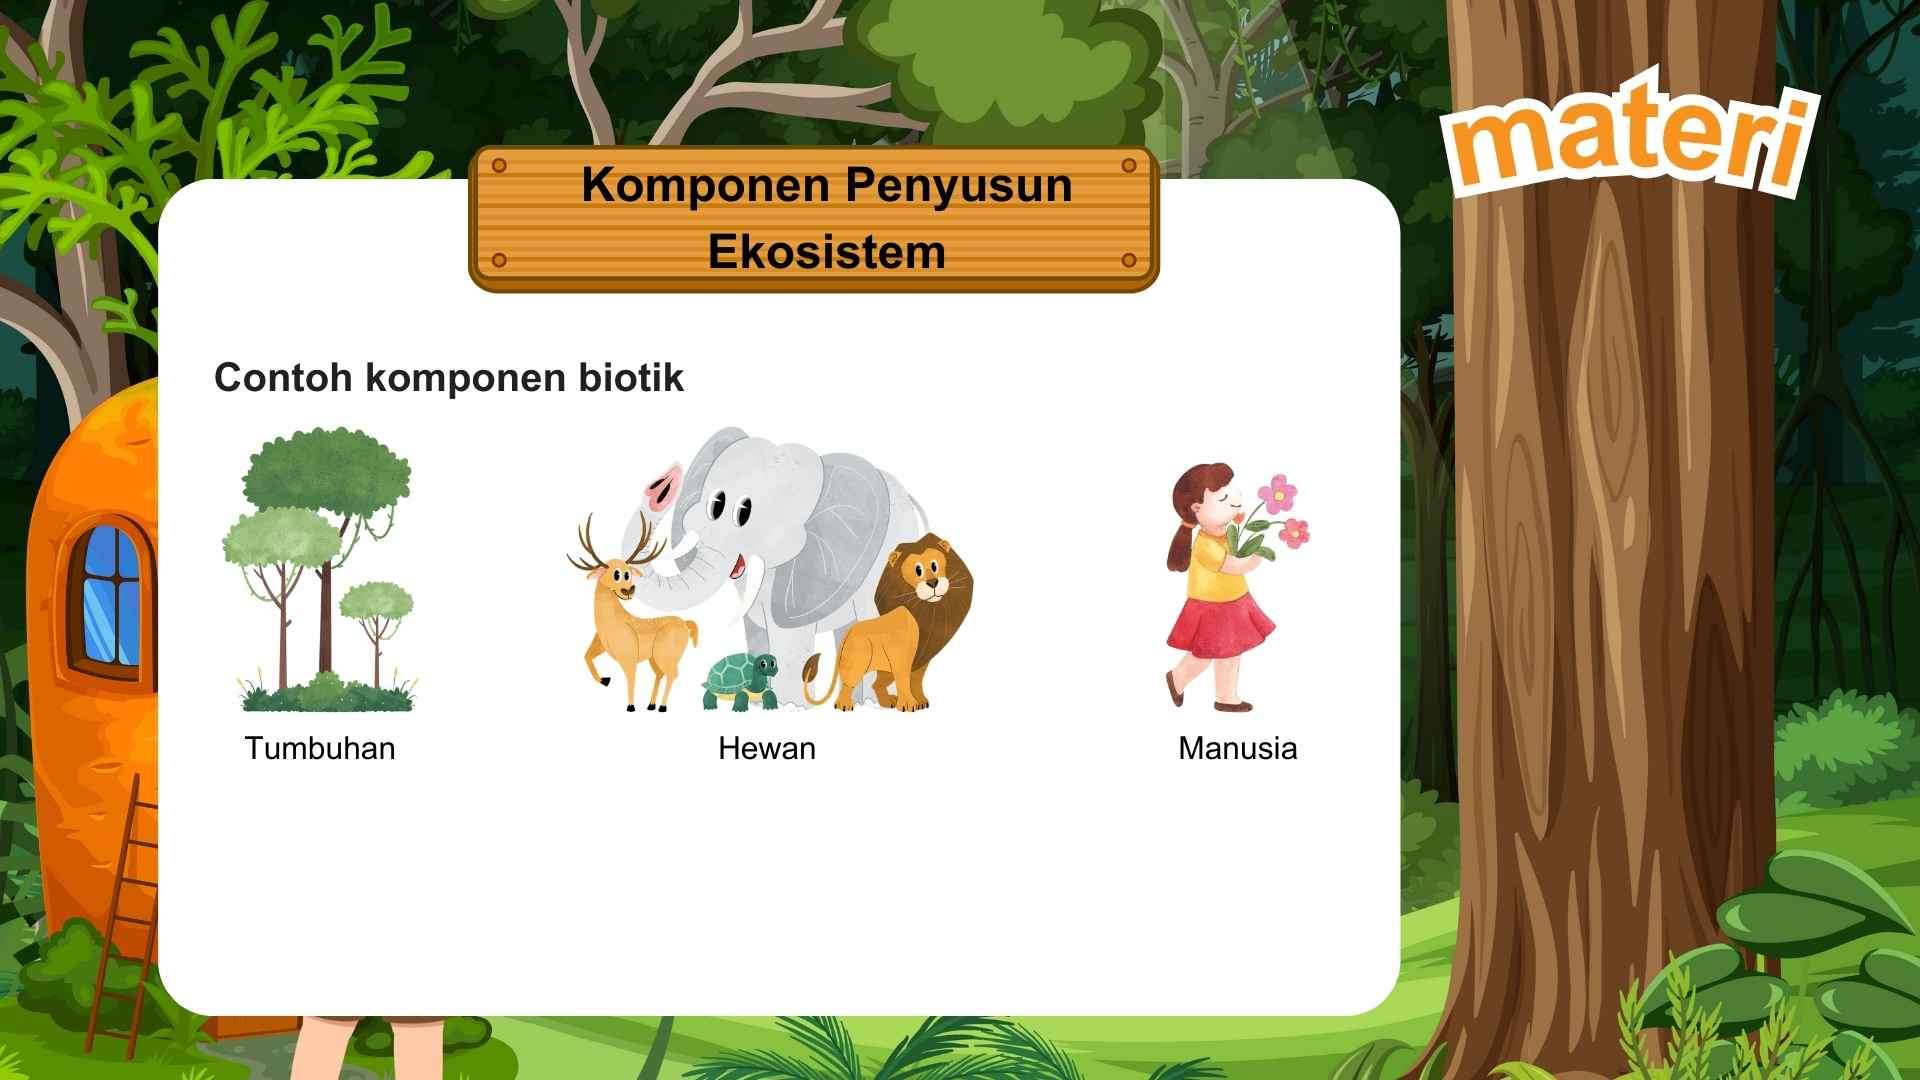 materi
Komponen Penyusun
Ekosistem
Contoh komponen biotik
Tumbuhan
Hewan
Manusia